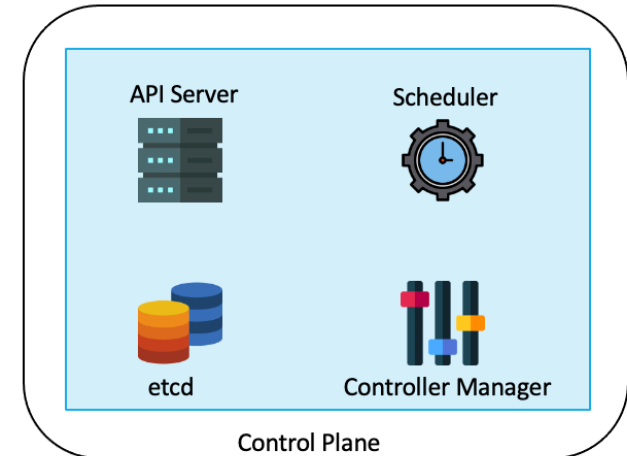 API Server
Scheduler
etcd
Controller Manager
Control Plane